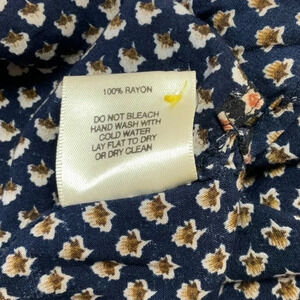 100% RAYON
DO NOT BLEACH
HAND WASH WITH
COLD WATER
LAY FLAT TO DRY
OR DRY CLEAN